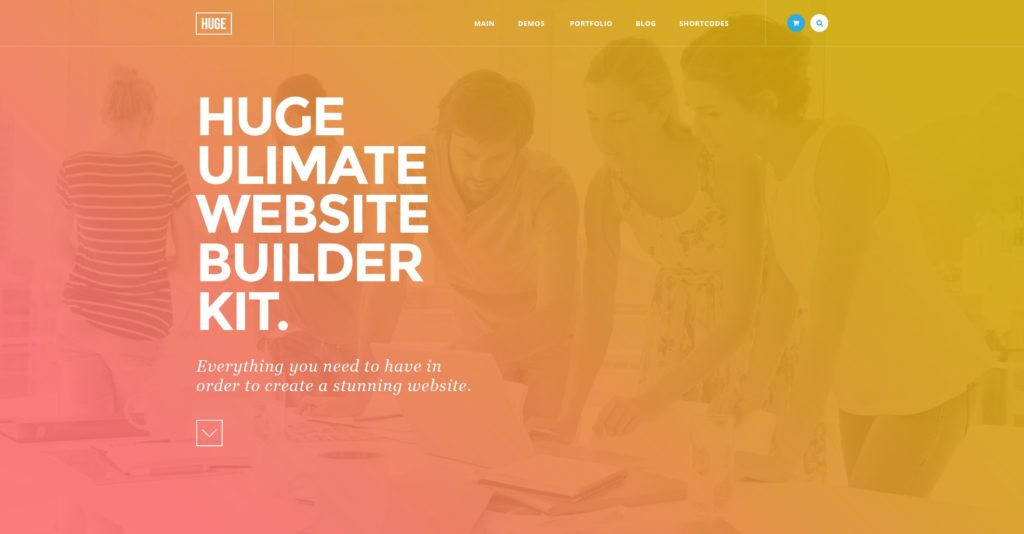 HUGE
MAIN DEMOS PORTFOLIO BLOG SHORTCODES
HUGE
ULIMATE
WEBSITE
BUILDER
KIT.
Everything you need to have in
order to create a stunning website.